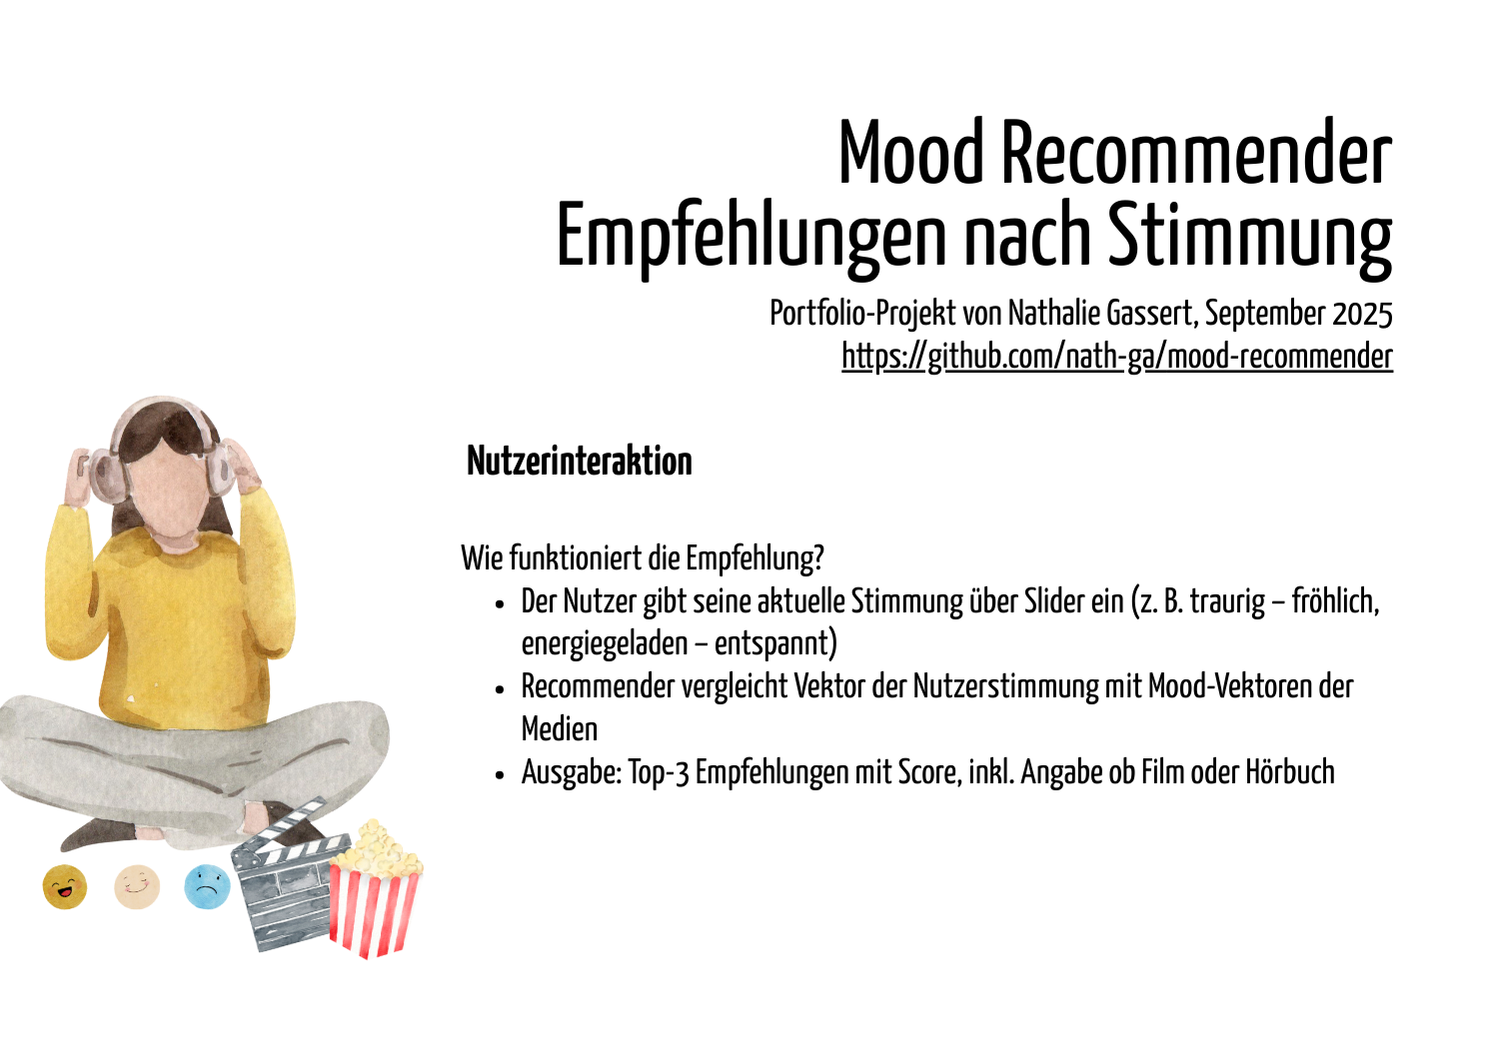 Mood Recommender
Empfehlungen nach Stimmung
Portfolio-Projekt von Nathalie Gassert, September 2025
https://github.com/nath-ga/mood-recommender
Nutzerinteraktion
Wie funktioniert die Empfehlung?
• Der Nutzer gibt seine aktuelle Stimmung über Slider ein (z. B. traurig – fröhlich,
energiegeladen – entspannt)
• Recommender vergleicht Vektor der Nutzerstimmung mit Mood-Vektoren der
Medien
• Ausgabe: Top-3 Empfehlungen mit Score, inkl. Angabe ob Film oder Hörbuch